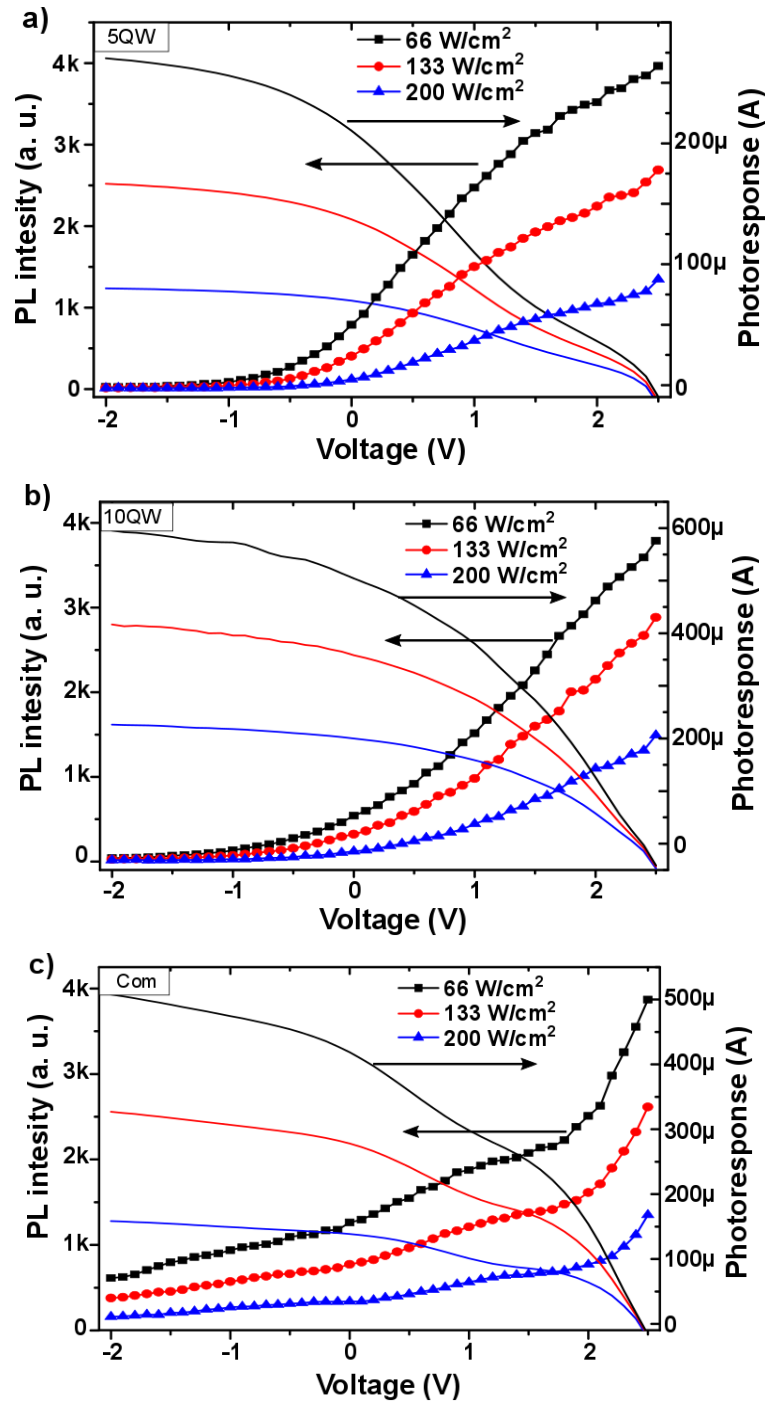 a)
5QW
66 W/cm²
133 W/cm²
200 W/cm²
4k
3k
2k
1k
0
PL intesity (a. u.)
200µ
100µ
0
Photoresponse (A)
-2
-1
0
1
2
Voltage (V)
b)
10QW
66 W/cm²
133 W/cm²
200 W/cm²
4k
3k
2k
1k
0
PL intesity (a. u.)
600µ
400µ
200µ
0
Photoresponse (A)
-2
-1
0
1
2
Voltage (V)
c)
Com
66 W/cm²
133 W/cm²
200 W/cm²
4k
3k
2k
1k
0
PL intesity (a. u.)
500µ
400µ
300µ
200µ
100µ
0
Photoresponse (A)
-2
-1
0
1
2
Voltage (V)